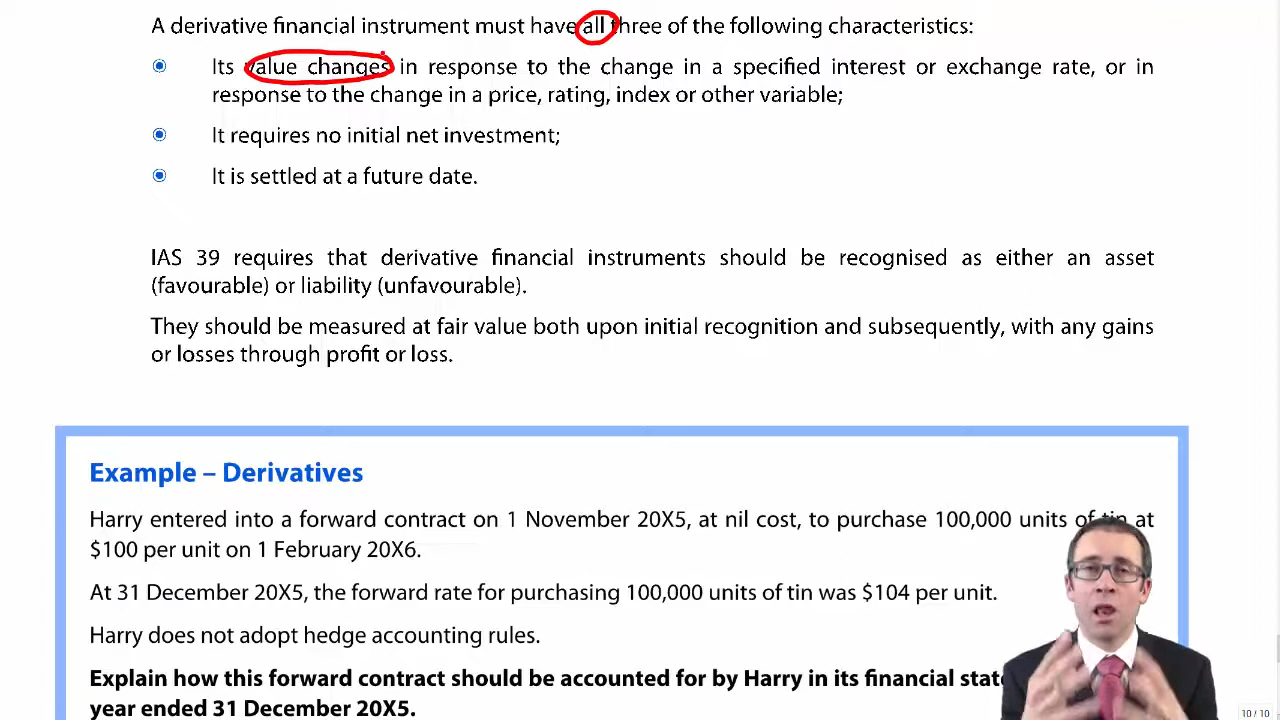 A derivative financial instrument must have all three of the following characteristics:
Its value changes in response to the change in a specified interest or exchange rate, or in
response to the change in a price, rating, index or other variable;
It requires no initial net investment;
It is settled at a future date.
IAS 39 requires that derivative financial instruments should be recognised as either an asset
(favourable) or liability (unfavourable).
They should be measured at fair value both upon initial recognition and subsequently, with any gains
or losses through profit or loss.
Example – Derivatives
Harry entered into a forward contract on 1 November 20X5, at nil cost, to purchase 100,000 units of tin at
$100 per unit on 1 February 20X6.
At 31 December 20X5, the forward rate for purchasing 100,000 units of tin was $104 per unit.
Harry does not adopt hedge accounting rules.
Explain how this forward contract should be accounted for by Harry in its financial
year ended 31 December 20X5.
10 / 10